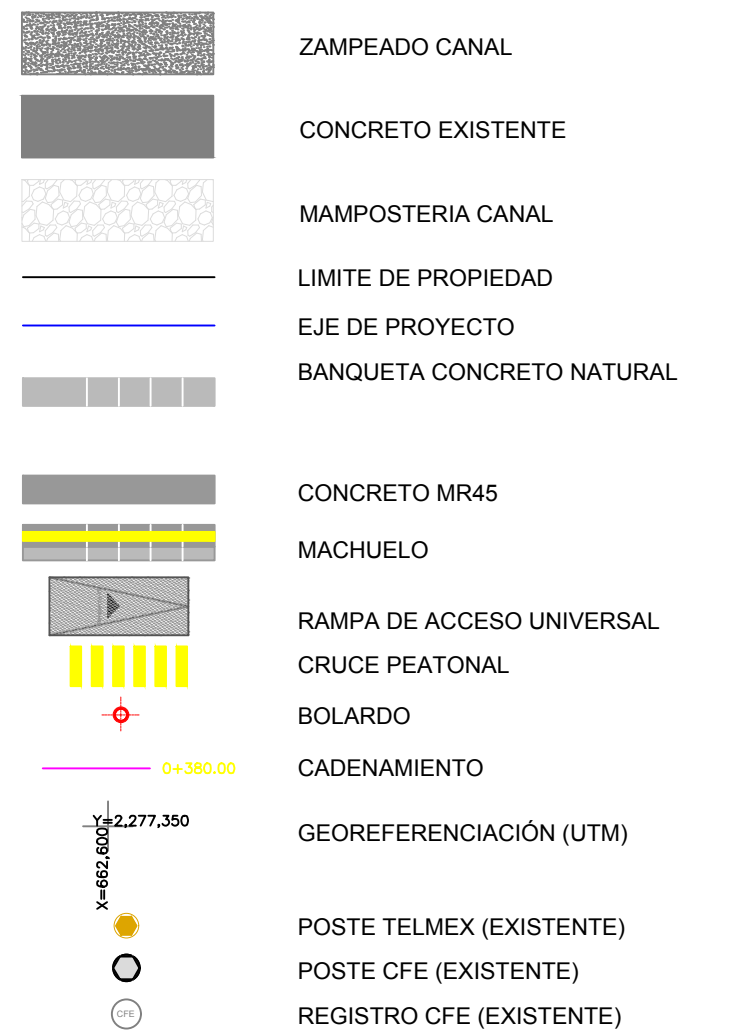 ZAMPEADO CANAL
CONCRETO EXISTENTE
MAMPOSTERIA CANAL
LIMITE DE PROPIEDAD
EJE DE PROYECTO
BANQUETA CONCRETO NATURAL
CONCRETO MR45
MACHUELO
RAMPA DE ACCESO UNIVERSAL
CRUCE PEATONAL
BOLARDO
0+380.00 CADENAMIENTO
Y=2,277,350
X=662,600
GEOREFERENCIACIÓN (UTM)
POSTE TELMEX (EXISTENTE)
POSTE CFE (EXISTENTE)
CFE REGISTRO CFE (EXISTENTE)